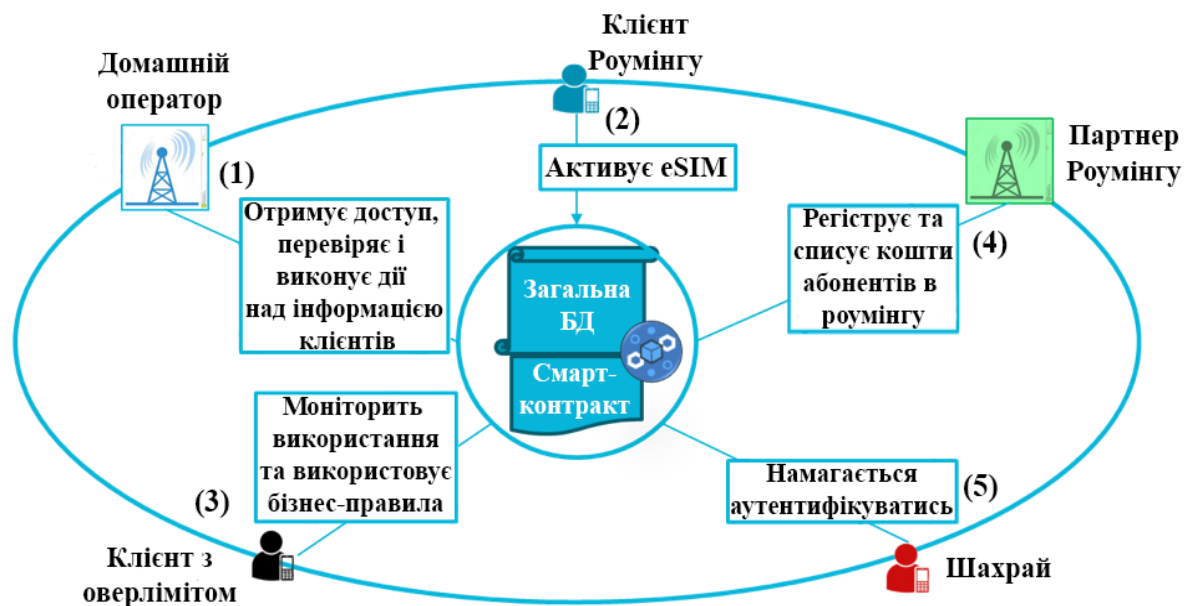 Клієнт
Роумінгу
Домашній
оператор
(2)
Партнер
Роумінгу
(1)
Активує eSIM
Отримує доступ,
перевіряє і
виконує дії
над інформацією
клієнтів
Регіструє та
списує кошти
абонентів в
роумінгу
(4)
Загальна
БД
Смарт-
контракт
Моніторить
використання
та використовує
бізнес-правила
(3)
Намагається
аутентифікуватись
(5)
Клієнт з
оверлімітом
Шахрай